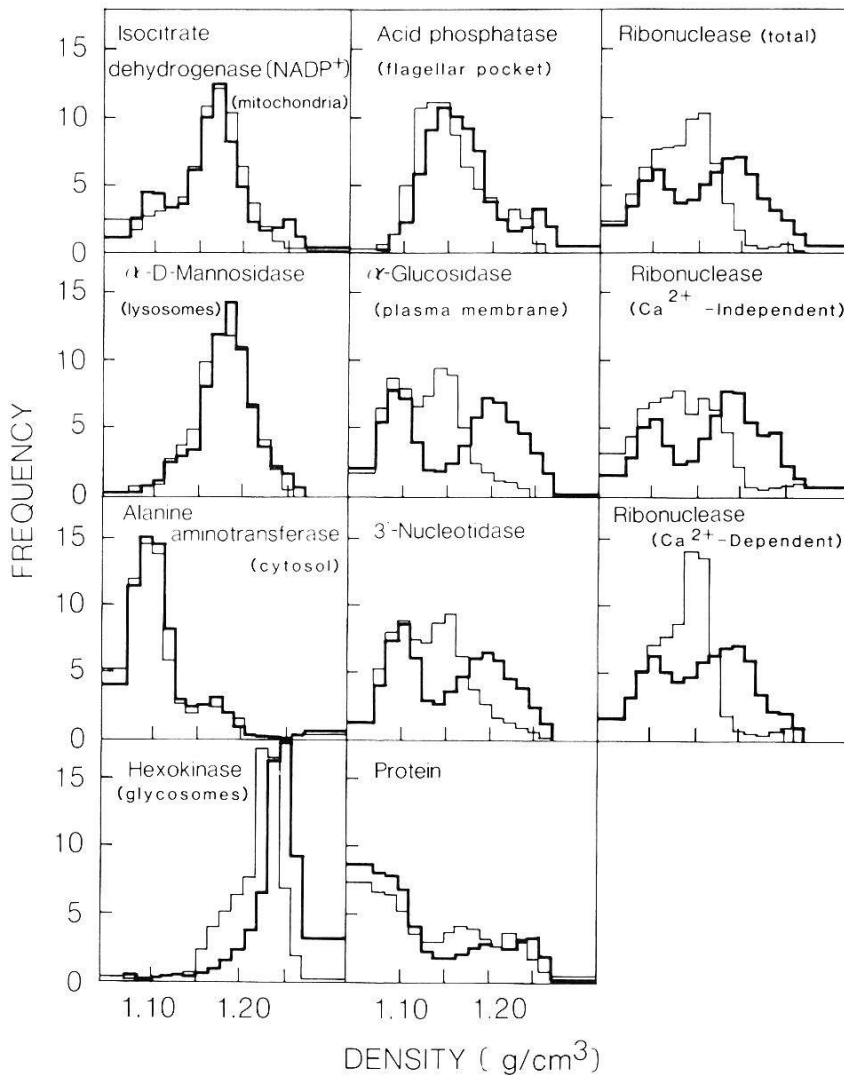 FREQUENCY
15
10
5
0
Isocitrate
dehydrogenase (NADP+)
(mitochondria)
Acid phosphatase
(flagellar pocket)
Ribonuclease (total)
15
10
5
0
α-D-Mannosidase
(lysosomes)
α-Glucosidase
(plasma membrane)
Ribonuclease
(Ca2+ -Independent)
15
10
5
0
Alanine
aminotransferase
(cytosol)
3'-Nucleotidase
Ribonuclease
(Ca2+-Dependent)
15
10
5
0
Hexokinase
(glycosomes)
Protein
1.10 1.20 1.10 1.20
DENSITY ( g/cm3)